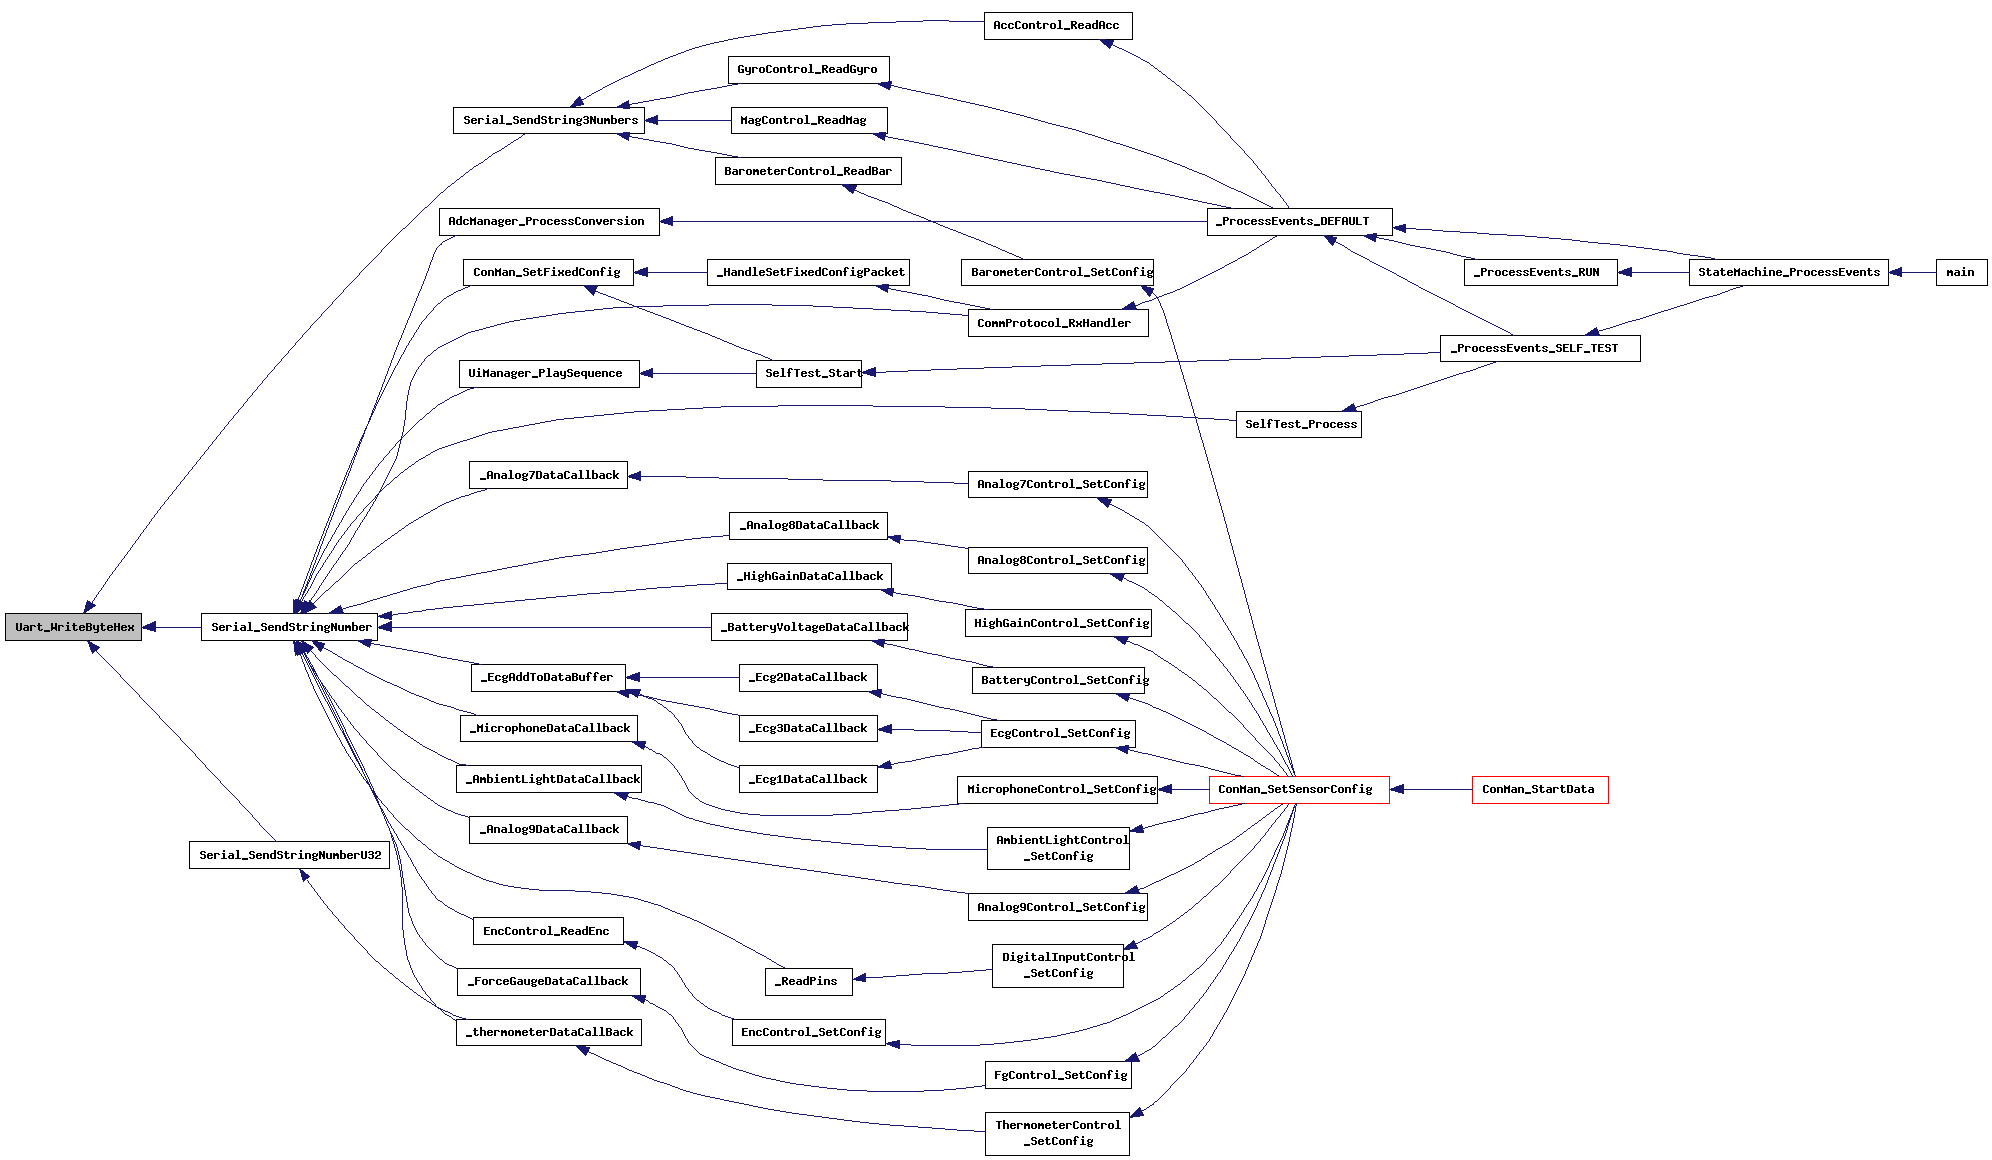 AccControl_ReadAcc
GyroControl_ReadGyro
Serial_SendString3Numbers
MagControl_ReadMag
BarometerControl_ReadBar
AdcManager_ProcessConversion
_ProcessEvents_DEFAULT
ConMan_SetFixedConfig
_HandleSetFixedConfigPacket
BarometerControl_SetConfig
_ProcessEvents_RUN
StateMachine_ProcessEvents
main
CommProtocol_RxHandler
_ProcessEvents_SELF_TEST
UiManager_PlaySequence
SelfTest_Start
SelfTest_Process
_Analog7DataCallback
Analog7Control_SetConfig
_Analog8DataCallback
Analog8Control_SetConfig
_HighGainDataCallback
HighGainControl_SetConfig
Uart_WriteByteHex
Serial_SendStringNumber
_BatteryVoltageDataCallback
_EcgAddToDataBuffer
_Ecg2DataCallback
BatteryControl_SetConfig
_MicrophoneDataCallback
_Ecg3DataCallback
EcgControl_SetConfig
_AmbientLightDataCallback
_Ecg1DataCallback
MicrophoneControl_SetConfig
ConMan_SetSensorConfig
ConMan_StartData
_Analog9DataCallback
AmbientLightControl
_SetConfig
Serial_SendStringNumberU32
Analog9Control_SetConfig
EncControl_ReadEnc
DigitalInputControl
_SetConfig
_ForceGaugeDataCallback
_ReadPins
_thermometerDataCallBack
EncControl_SetConfig
FgControl_SetConfig
ThermometerControl
_SetConfig